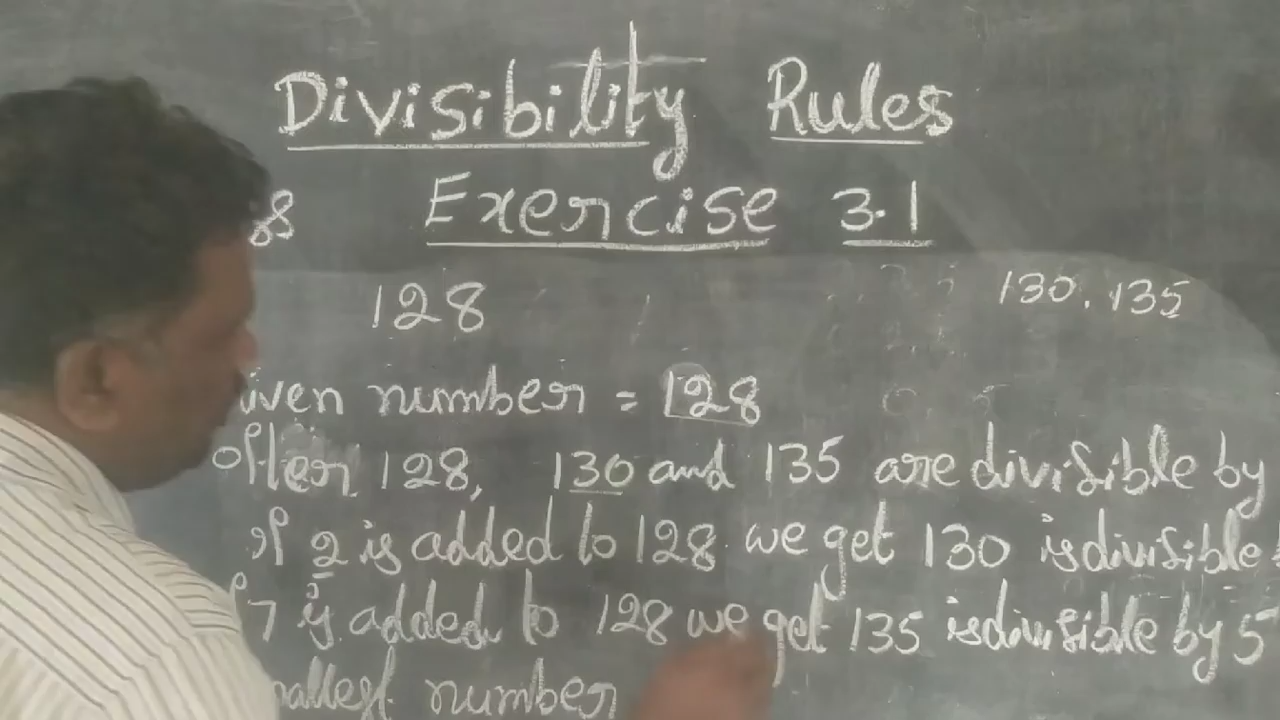 Divisibility Rules
Exercise 3.1
128 130, 135
iven number = 128
after 128, 130 and 135 are divisible by
If 2 is added to 128 we get 130 is divisible
If 7 is added to 128 we get 135 is divisible by 5
mallest number